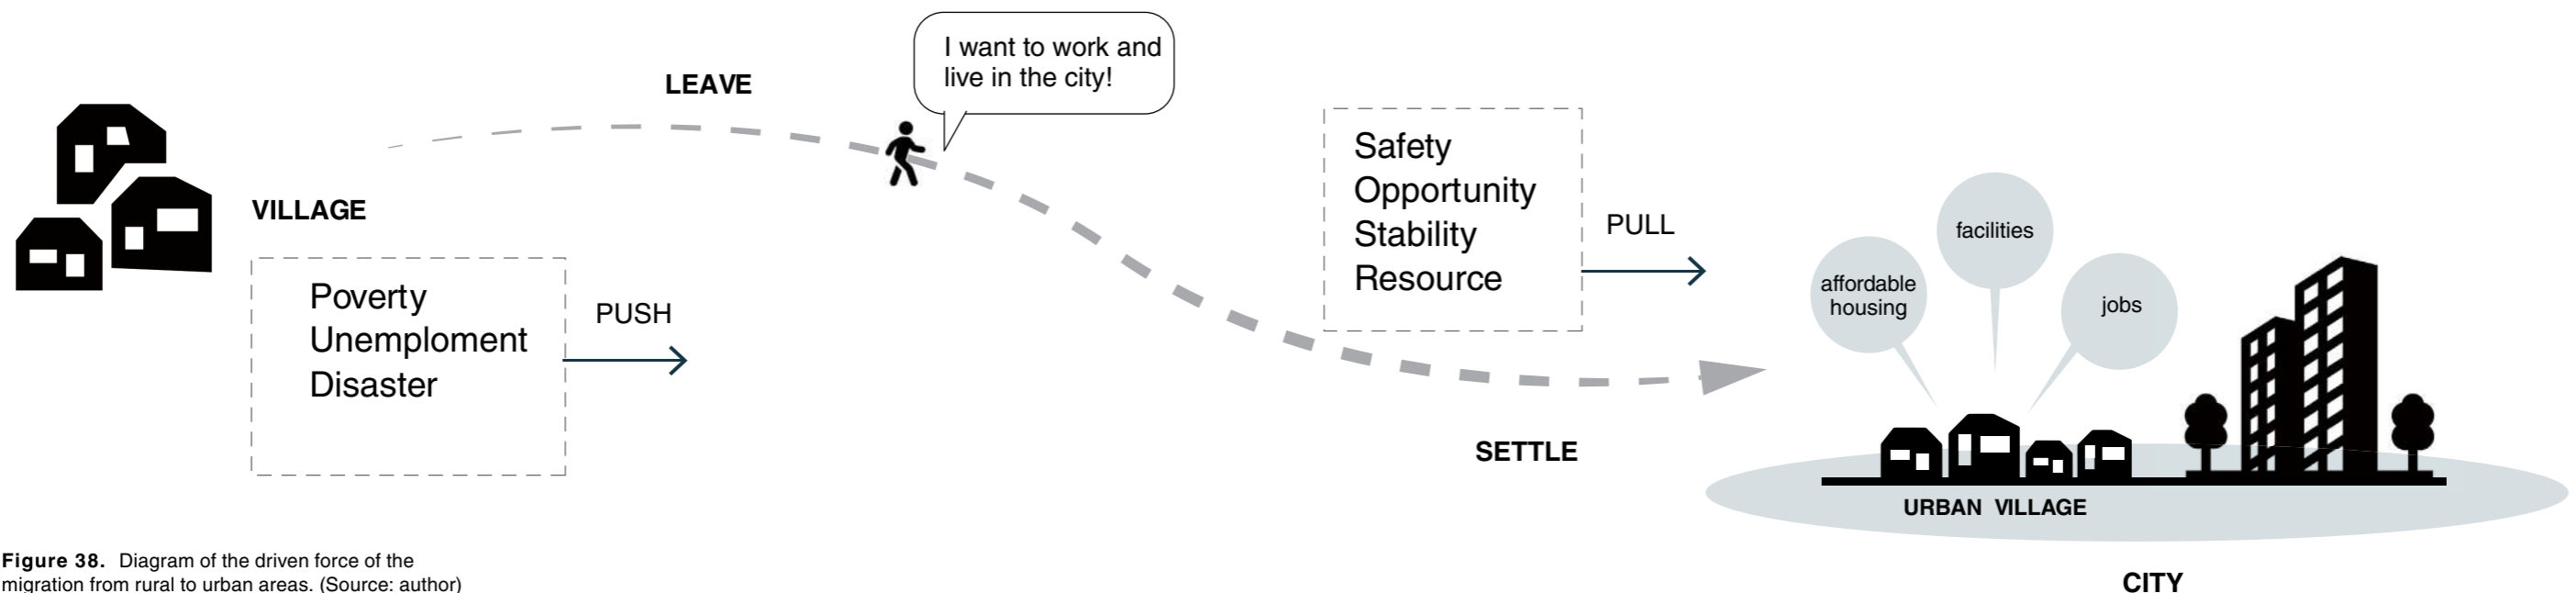 I want to work and
live in the city!
LEAVE
VILLAGE
Poverty
Unemploment
Disaster
PUSH
Safety
Opportunity
Stability
Resource
PULL
SETTLE
affordable
housing
facilities
jobs
URBAN VILLAGE
CITY
Figure 38. Diagram of the driven force of the
migration from rural to urban areas. (Source: author)